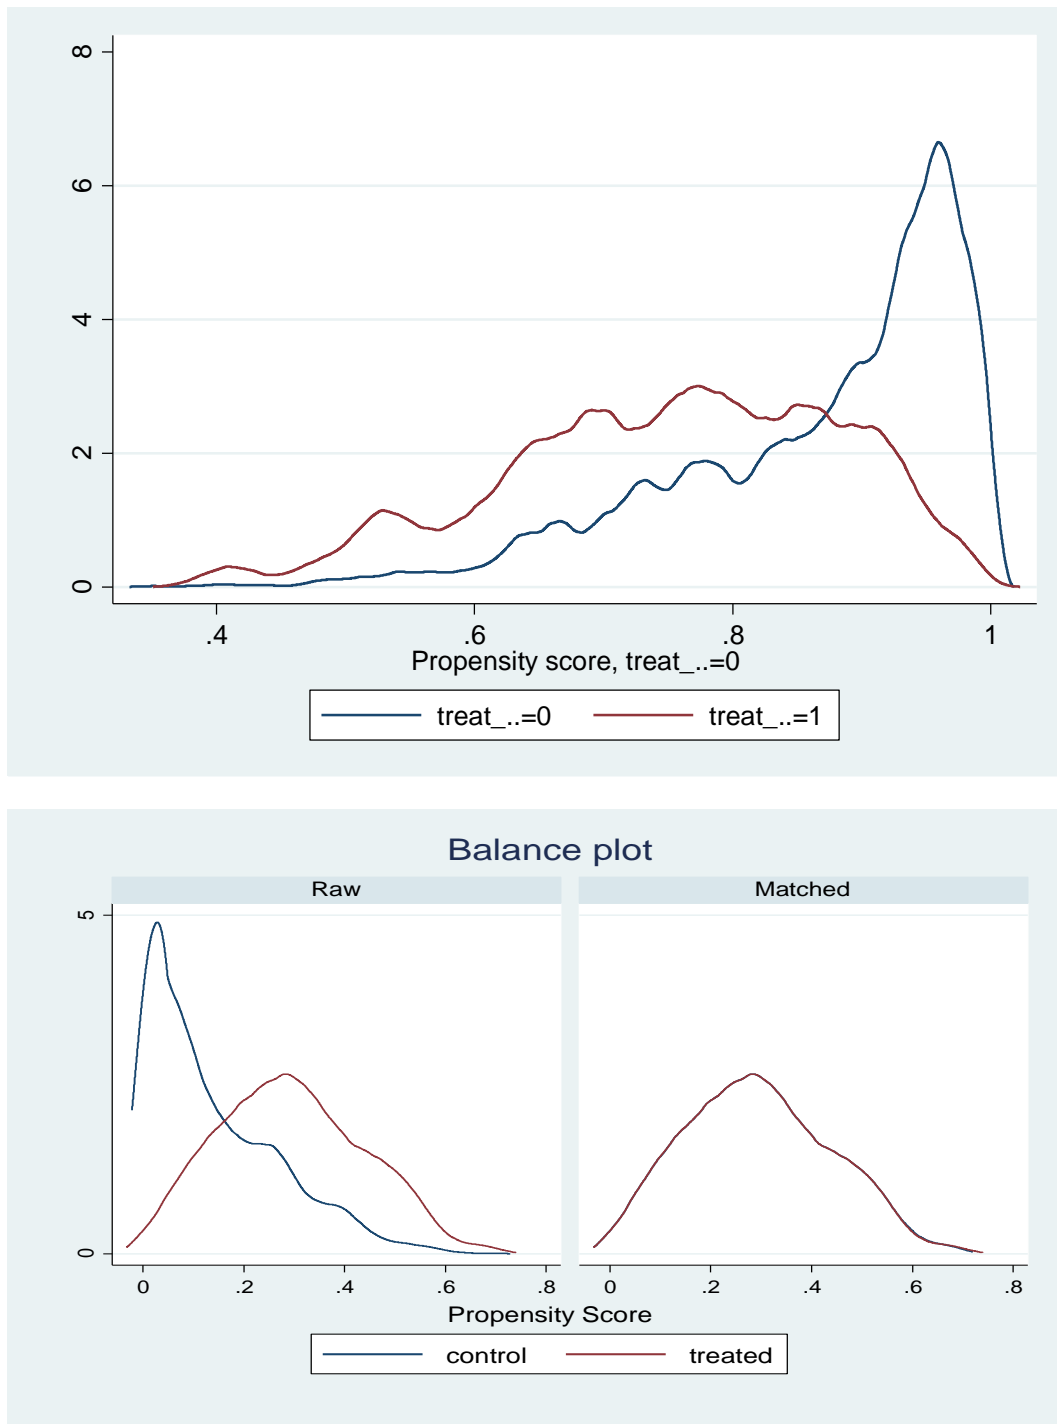 8
6
4
2
0
.4 .6 .8 1
Propensity score, treat_..=0
treat_..=0 treat_..=1
Balance plot
Raw Matched
5
0
0 .2 .4 .6 .8 0 .2 .4 .6 .8
Propensity Score
control treated